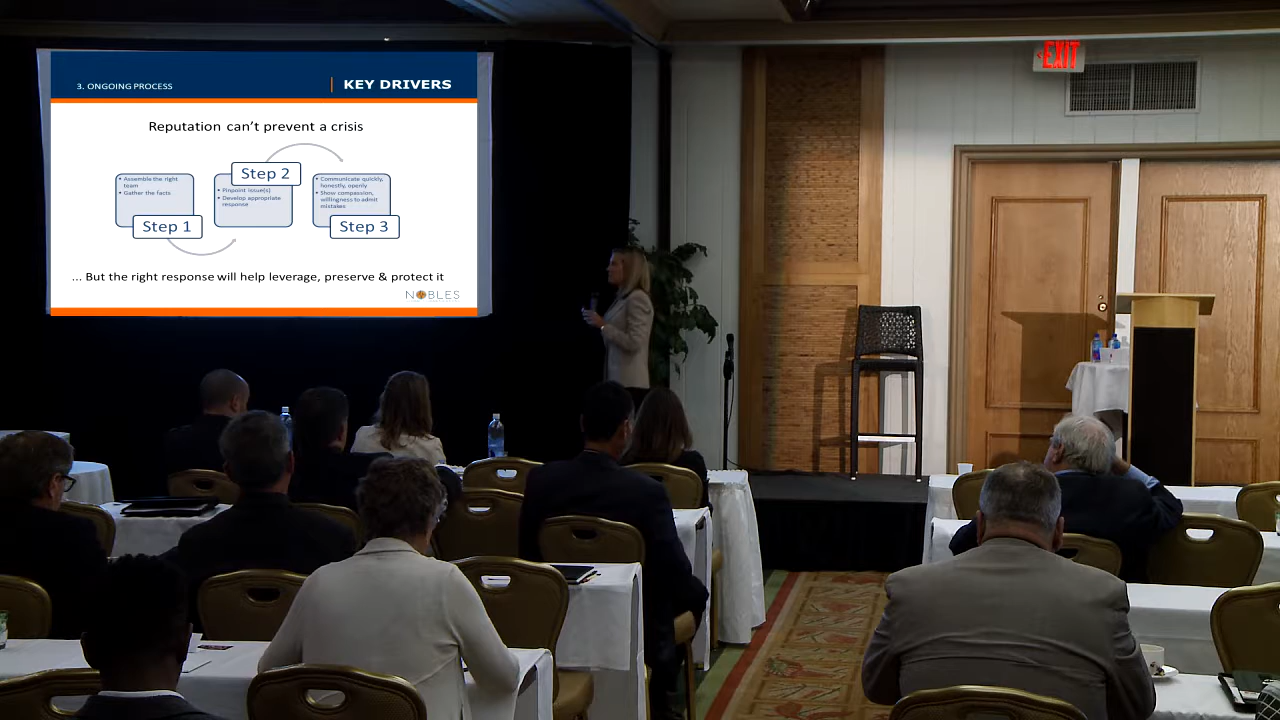 EXIT
3. ONGOING PROCESS
KEY DRIVERS
Reputation can't prevent a crisis
• Assemble the right
team
• Gather the facts
Step 1
Step 2
• Pinpoint issue(s)
• Develop appropriate
response
• Communicate quickly,
honestly, openly
• Show compassion,
willingness to admit
mistakes
Step 3
... But the right response will help leverage, preserve & protect it
NOBLES